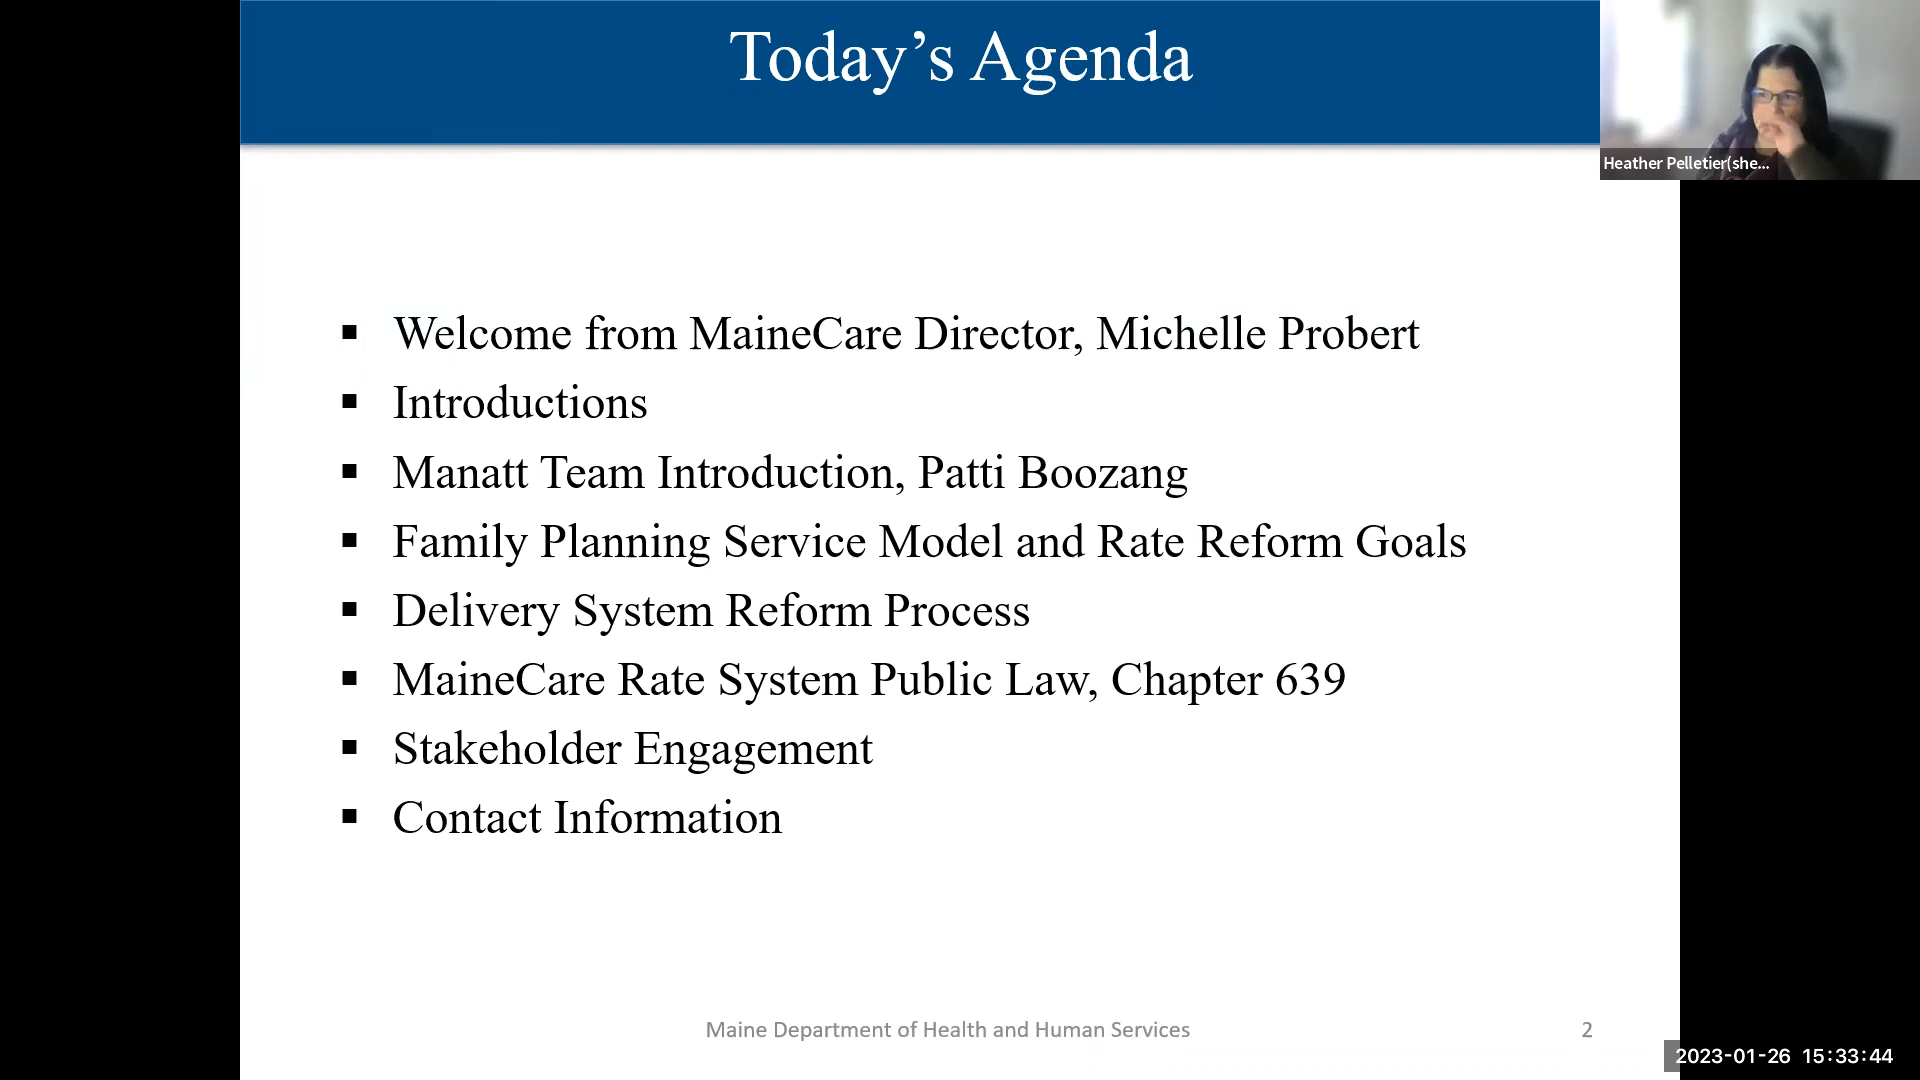 Today’s Agenda
Heather Pelletier(she...
▪ Welcome from MaineCare Director, Michelle Probert
▪ Introductions
▪ Manatt Team Introduction, Patti Boozang
▪ Family Planning Service Model and Rate Reform Goals
▪ Delivery System Reform Process
▪ MaineCare Rate System Public Law, Chapter 639
▪ Stakeholder Engagement
▪ Contact Information
Maine Department of Health and Human Services
2
2023-01-26 15:33:44